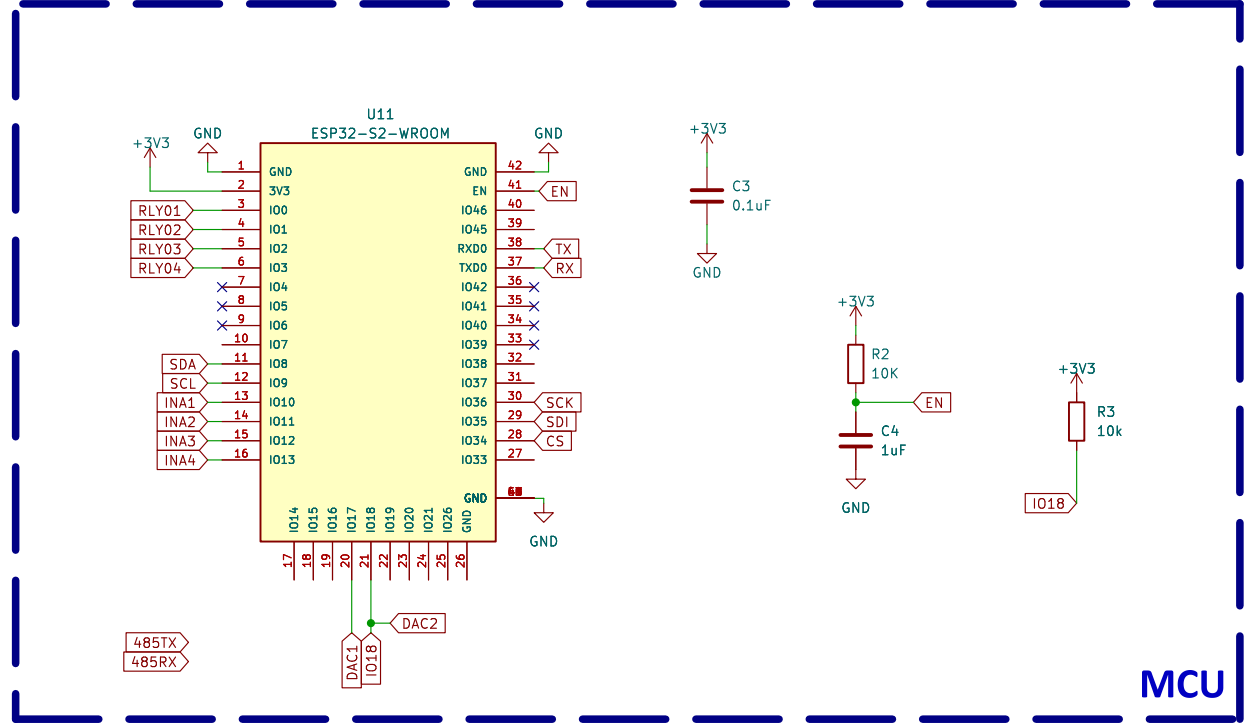 U11
ESP32-S2-WROOM
+3V3
GND
GND
1 GND
2 3V3
RLY01 3 IO0
RLY02 4 IO1
RLY03 5 IO2
RLY04 6 IO3
7 IO4
8 IO5
9 IO6
10 IO7
SDA 11 IO8
SCL 12 IO9
INA1 13 IO10
INA2 14 IO11
INA3 15 IO12
INA4 16 IO13
GND 42
EN 41 EN
IO46 40
IO45 39
RXD0 38 TX
TXD0 37 RX
IO42 36
IO41 35
IO40 34
IO39 33
IO38 32
IO37 31
IO36 30 SCK
IO35 29 SDI
IO34 28 CS
IO33 27
GND
GND
IO14 IO15 IO16 IO17 IO18 IO19 IO20 IO21 IO26 GND
17 18 19 20 21 22 23 24 25 26
DAC2
DAC1
IO18
485TX
485RX
+3V3
C3
0.1uF
GND
+3V3
R2
10K
EN
C4
1uF
GND
+3V3
R3
10k
IO18
MCU